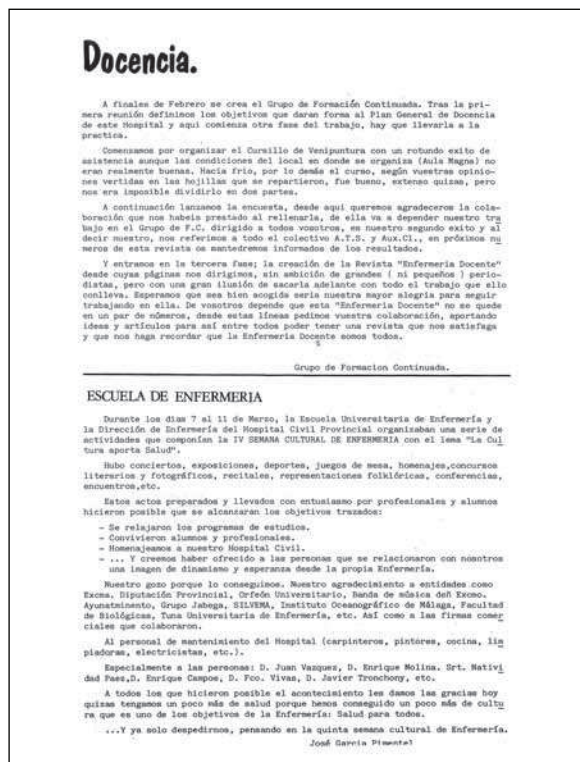 Docencia.
A finales de Febrero se crea el Grupo de Formación Continuada. Tras la pri-
mera reunión definimos los objetivos que daran forma al Plan General de Docencia
de este Hospital y aqui comienza otra fase del trabajo, hay que llevarla a la
practica.
Comenzamos por organizar el Cursillo de Venipuntura con un rotundo exito de
asistencia aunque las condiciones del local en donde se organiza (Aula Magna) no
eran realmente buenas. Hacia frio, por lo demás el curso, según vuestras opinio-
nes vertidas en las hojillas que se repartieron, fue bueno, extenso quizas, pero
nos era imposible dividirlo en dos partes.
A continuación lanzamos la encuesta, desde aqui queremos agradeceros la cola-
boración que nos habeis prestado al rellenarla, de ella va a depender nuestro tra
bajo en el Grupo de F.C. dirigido a todos vosotros, es nuestro segundo exito y al
decir nuestro, nos referimos a todo el colectivo A.T.S. y Aux.Cl., en próximos nu
meros de esta revista os mantedremos informados de los resultados.
Y entramos en la tercera fase; la creación de la Revista "Enfermeria Docente"
desde cuyas páginas nos dirigimos, sin ambición de grandes ( ni pequeños ) perio-
distas, pero con una gran ilusión de sacarla adelante con todo el trabajo que ello
conlleva. Esperamos que sea bien acogida seria nuestra mayor alegria para seguir
trabajando en ella. De vosotros depende que esta "Enfermeria Docente" no se quede
en un par de números, desde estas líneas pedimos vuestra colaboración, aportando
ideas y artículos para así entre todos poder tener una revista que nos satisfaga
y que nos haga recordar que la Enfermeria Docente somos todos.
Grupo de Formacion Continuada.
ESCUELA DE ENFERMERIA
Durante los dias 7 al 11 de Marzo, la Escuela Universitaria de Enfermería y
la Dirección de Enfermería del Hospital Civil Provincial organizaban una serie de
actividades que componían la IV SEMANA CULTURAL DE ENFERMERIA con el lema "La Cul
tura aporta Salud".
Hubo conciertos, exposiciones, deportes, juegos de mesa, homenajes,concursos
literarios y fotográficos, recitales, representaciones folklóricas, conferencias,
encuentros,etc.
Estos actos preparados y llevados con entusiasmo por profesionales y alumnos
hicieron posible que se alcanzaran los objetivos trazados:
- Se relajaron los programas de estudios.
- Convivieron alumnos y profesionales.
- Homenajeamos a nuestro Hospital Civil.
- ... Y creemos haber ofrecido a las personas que se relacionaron con nosotros
una imagen de dinamismo y esperanza desde la propia Enfermería.
Nuestro gozo porque lo conseguimos. Nuestro agradecimiento a entidades como
Excma. Diputación Provincial, Orfeón Universitario, Banda de música deñ Excmo.
Ayunatminento, Grupo Jabega, SILVEMA, Instituto Oceanográfico de Málaga, Facultad
de Biológicas, Tuna Universitaria de Enfermería, etc. Así como a las firmas comer
ciales que colaboraron.
Al personal de mantenimiento del Hospital (carpinteros, pintores, cocina, lim
piadoras, electricistas, etc.).
Especialmente a las personas: D. Juan Vazquez, D. Enrique Molina. Srt. Nativi
dad Paez,D. Enrique Campos, D. Fco. Vivas, D. Javier Tronchony, etc.
A todos los que hicieron posible el acontecimiento les damos las gracias hoy
quizas tengamos un poco más de salud porque hemos conseguido un poco más de cultu
ra que es uno de los objetivos de la Enfermería: Salud para todos.
...Y ya solo despedirnos, pensando en la quinta semana cultural de Enfermería.
José Garcia Pimentel